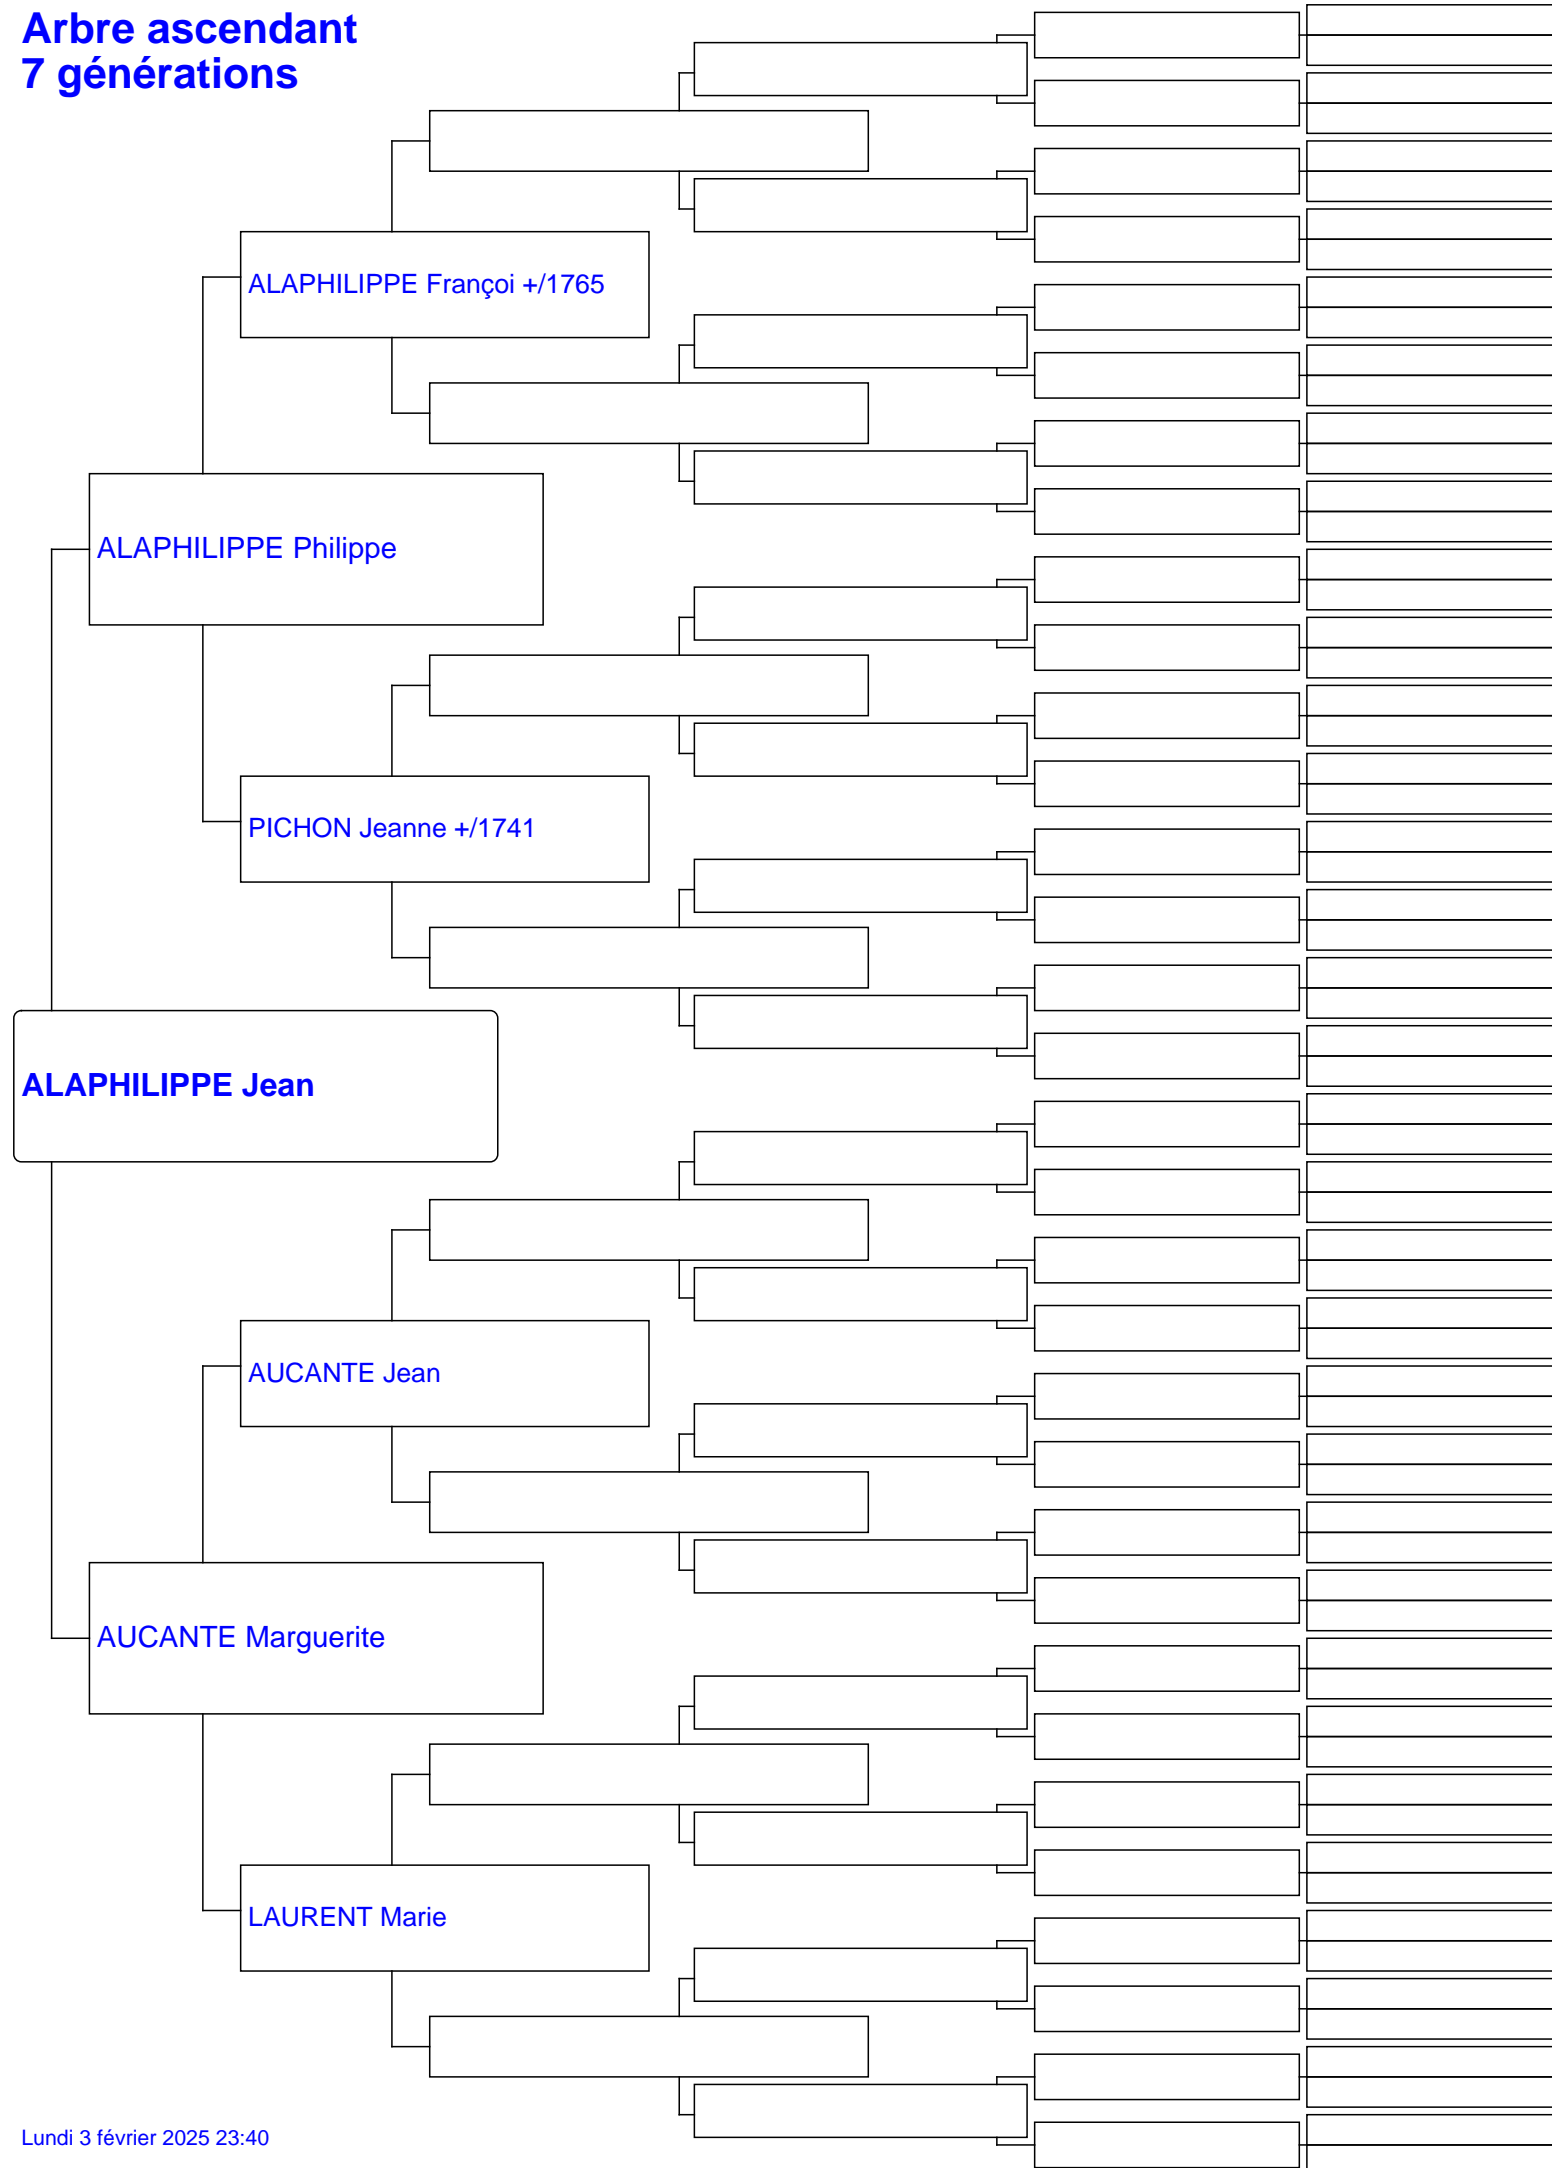 Arbre ascendant
7 générations
ALAPHILIPPE Françoi +/1765
ALAPHILIPPE Philippe
PICHON Jeanne +/1741
ALAPHILIPPE Jean
AUCANTE Jean
AUCANTE Marguerite
LAURENT Marie
Lundi 3 février 2025 23:40